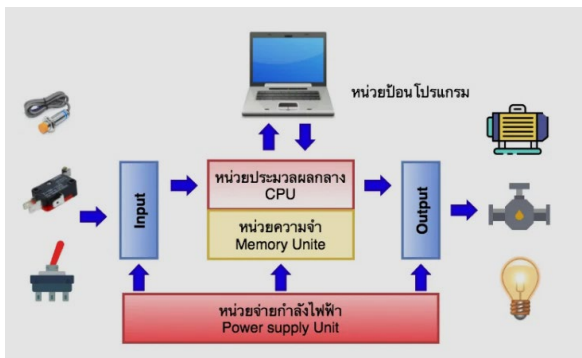 หน่วยป้อนโปรแกรม
Input
หน่วยประมวลผลกลาง
CPU
หน่วยความจำ
Memory Unite
Output
หน่วยจ่ายกำลังไฟฟ้า
Power supply Unit